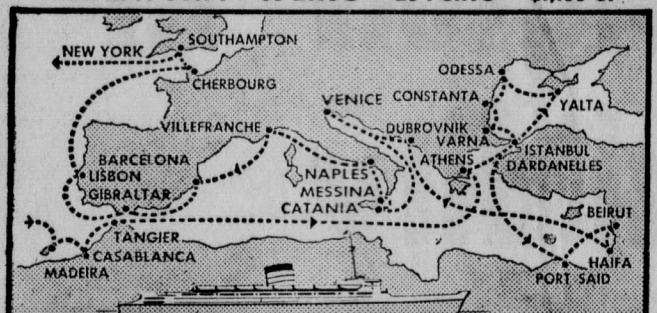 SOUTHAMPTON
NEW YORK
CHERBOURG
ODESSA
CONSTANTA
YALTA
VENICE
VILLEFRANCHE
DUBROVNIK
VARNA
ISTANBUL
ATHENS
DARDANELLES
BARCELONA
LISBON
GIBRALTAR
NAPLES
MESSINA
CATANIA
BEIRUT
TANGIER
CASABLANCA
MADEIRA
HAIFA
PORT SAID